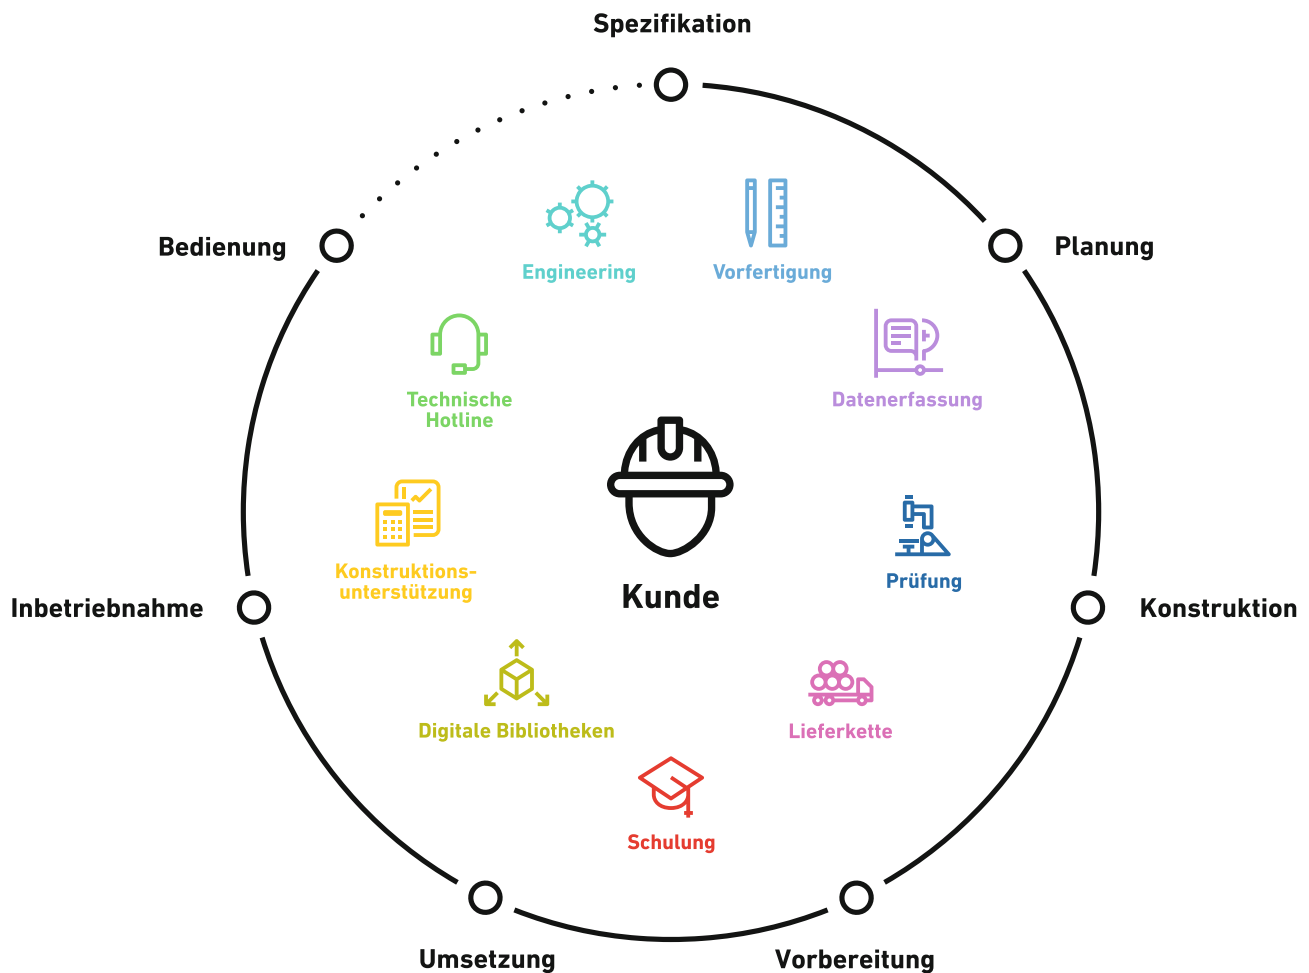 Spezifikation
Bedienung
Planung
Engineering
Vorfertigung
Technische
Hotline
Datenerfassung
Konstruktions-
unterstützung
Prüfung
Kunde
Inbetriebnahme
Konstruktion
Digitale Bibliotheken
Lieferkette
Schulung
Umsetzung
Vorbereitung